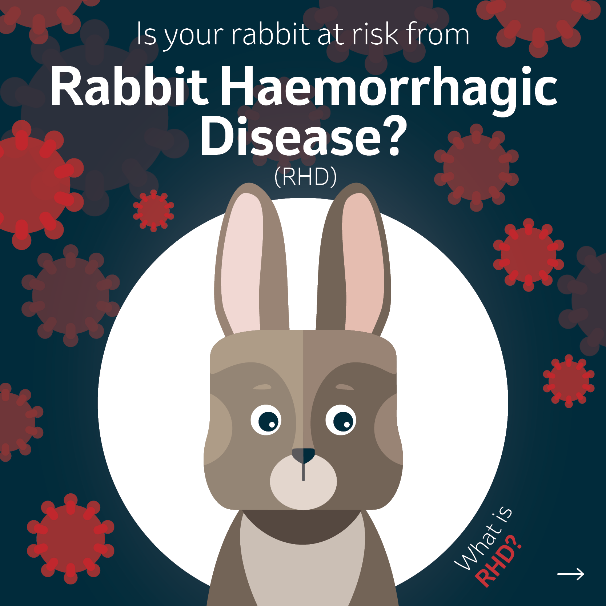 Is your rabbit at risk from
Rabbit Haemorrhagic
Disease?
(RHD)
What is
RHD?